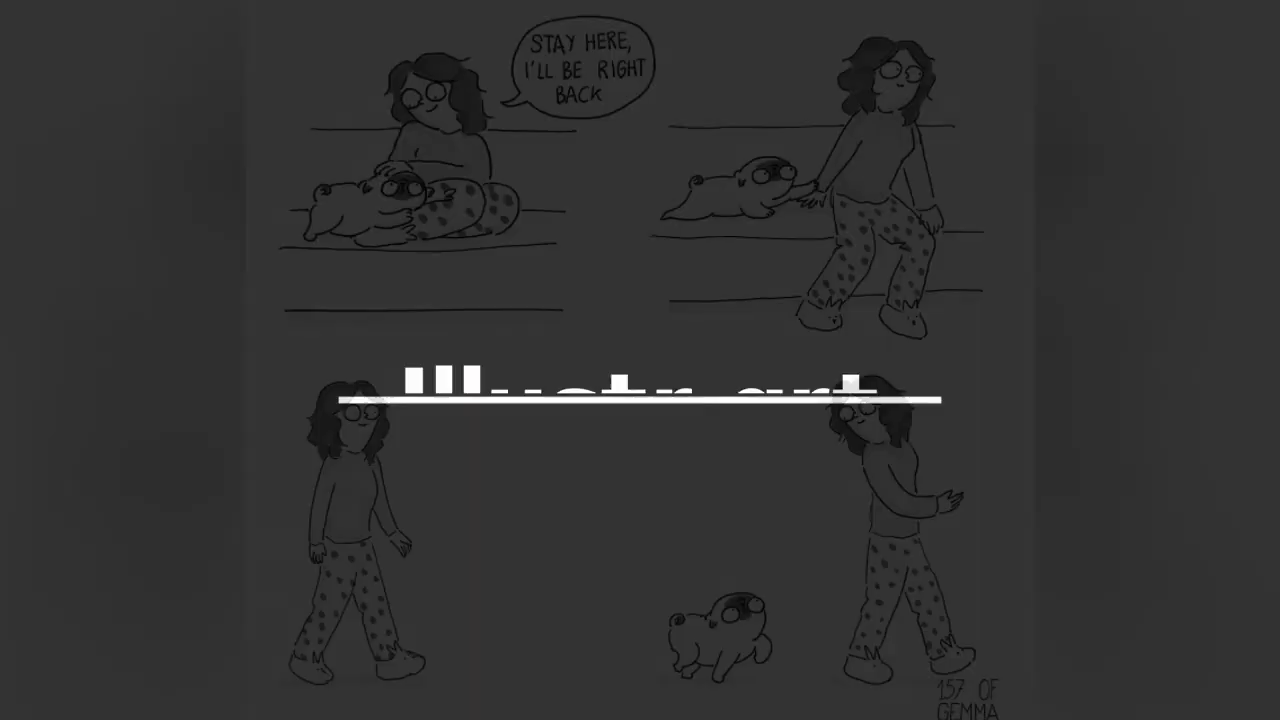 STAY HERE,
I'LL BE RIGHT
BACK
157 OF
GEMMA